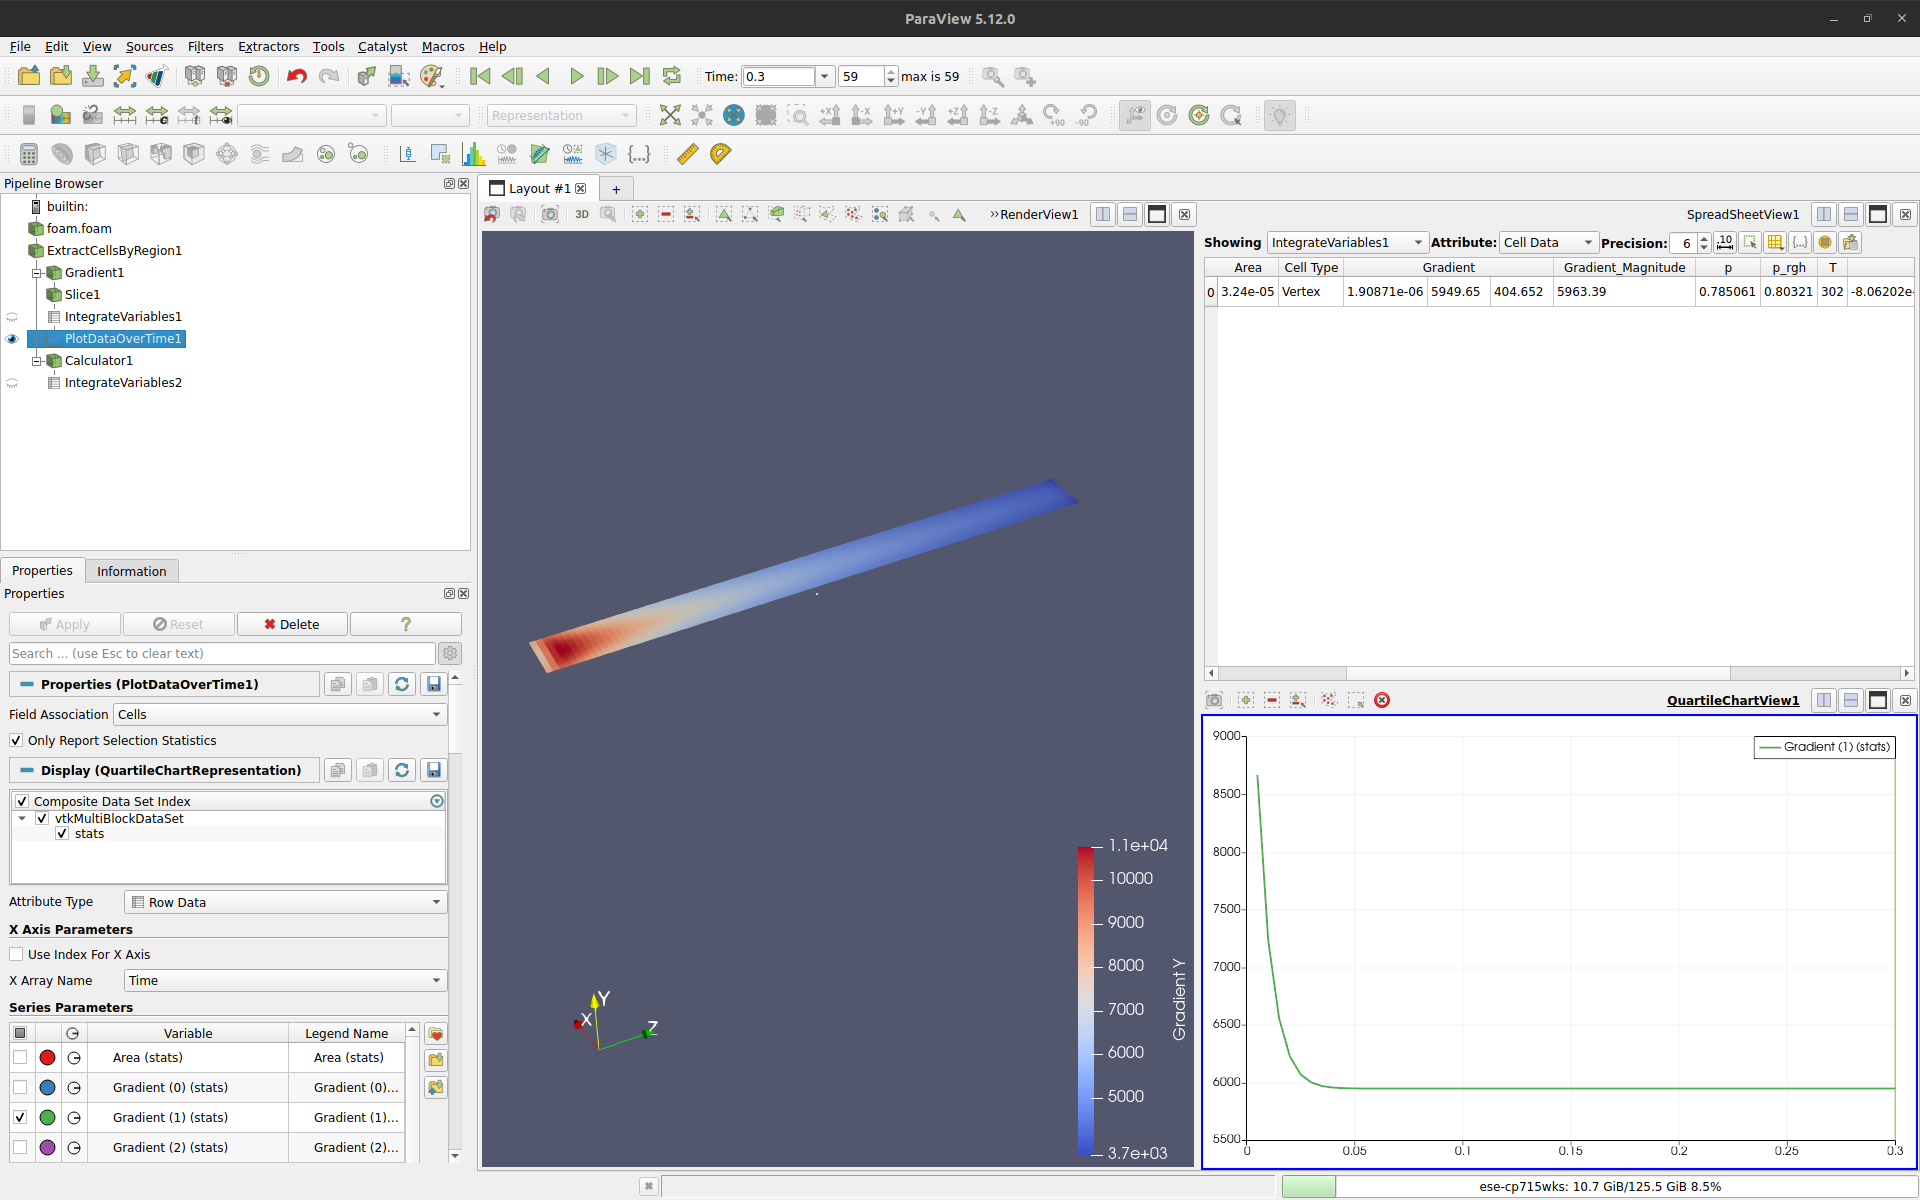 ParaView 5.12.0
File Edit View Sources Filters Extractors Tools Catalyst Macros Help
Time: 0.3 59 max is 59
Representation
+X -X +Y -Y +Z -Z +90 -90
Pipeline Browser
builtin:
foam.foam
ExtractCellsByRegion1
Gradient1
Slice1
IntegrateVariables1
PlotDataOverTime1
Calculator1
IntegrateVariables2
Properties Information
Properties
Apply Reset Delete ?
Search ... (use Esc to clear text)
Properties (PlotDataOverTime1)
Field Association Cells
Only Report Selection Statistics
Display (QuartileChartRepresentation)
Composite Data Set Index
vtkMultiBlockDataSet
stats
Attribute Type Row Data
X Axis Parameters
Use Index For X Axis
X Array Name Time
Series Parameters
Variable Legend Name
Area (stats) Area (stats)
Gradient (0) (stats) Gradient (0)...
Gradient (1) (stats) Gradient (1)...
Gradient (2) (stats) Gradient (2)...
Layout #1 +
3D RenderView1
X Y Z
1.1e+04
10000
9000
8000
7000
6000
5000
3.7e+03
Gradient Y
SpreadSheetView1
Showing IntegrateVariables1 Attribute: Cell Data Precision: 6 .10
Area Cell Type Gradient Gradient_Magnitude p p_rgh T
0 3.24e-05 Vertex 1.90871e-06 5949.65 404.652 5963.39 0.785061 0.80321 302 -8.06202e-
QuartileChartView1
Gradient (1) (stats)
9000
8500
8000
7500
7000
6500
6000
5500
0 0.05 0.1 0.15 0.2 0.25 0.3
ese-cp715wks: 10.7 GiB/125.5 GiB 8.5%